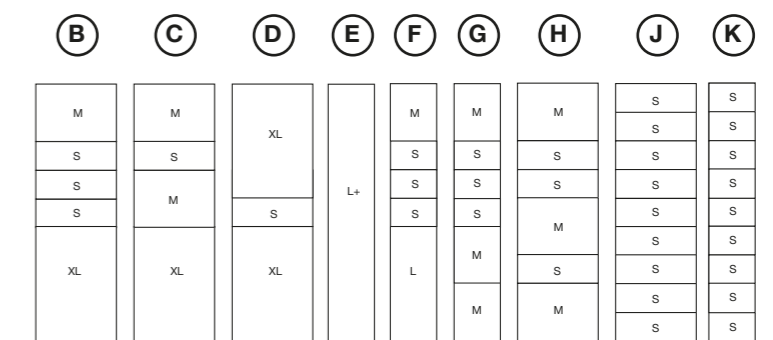 B C D E F G H J K
M M XL L+ M M M S S
S S S S S S S
S M S S S S S
S S S S M S S
XL XL XL L M S S S
M M S S
S S
S S